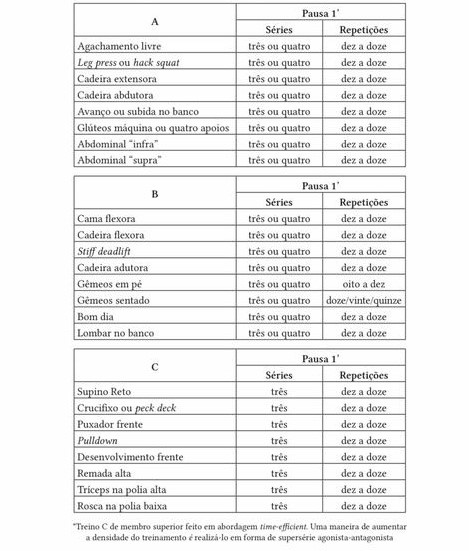 A Pausa 1'
Séries Repetições
Agachamento livre três ou quatro dez a doze
Leg press ou hack squat três ou quatro dez a doze
Cadeira extensora três ou quatro dez a doze
Cadeira abdutora três ou quatro dez a doze
Avanço ou subida no banco três ou quatro dez a doze
Glúteos máquina ou quatro apoios três ou quatro dez a doze
Abdominal “infra” três ou quatro dez a doze
Abdominal “supra” três ou quatro dez a doze
B Pausa 1'
Séries Repetições
Cama flexora três ou quatro dez a doze
Cadeira flexora três ou quatro dez a doze
Stiff deadlift três ou quatro dez a doze
Cadeira adutora três ou quatro dez a doze
Gêmeos em pé três ou quatro oito a dez
Gêmeos sentado três ou quatro doze/vinte/quinze
Bom dia três ou quatro dez a doze
Lombar no banco três ou quatro dez a doze
C Pausa 1'
Séries Repetições
Supino Reto três dez a doze
Crucifixo ou peck deck três dez a doze
Puxador frente três dez a doze
Pulldown três dez a doze
Desenvolvimento frente três dez a doze
Remada alta três dez a doze
Tríceps na polia alta três dez a doze
Rosca na polia baixa três dez a doze
*Treino C de membro superior feito em abordagem time-efficient. Uma maneira de aumentar
a densidade do treinamento é realizá-lo em forma de supersérie agonista-antagonista